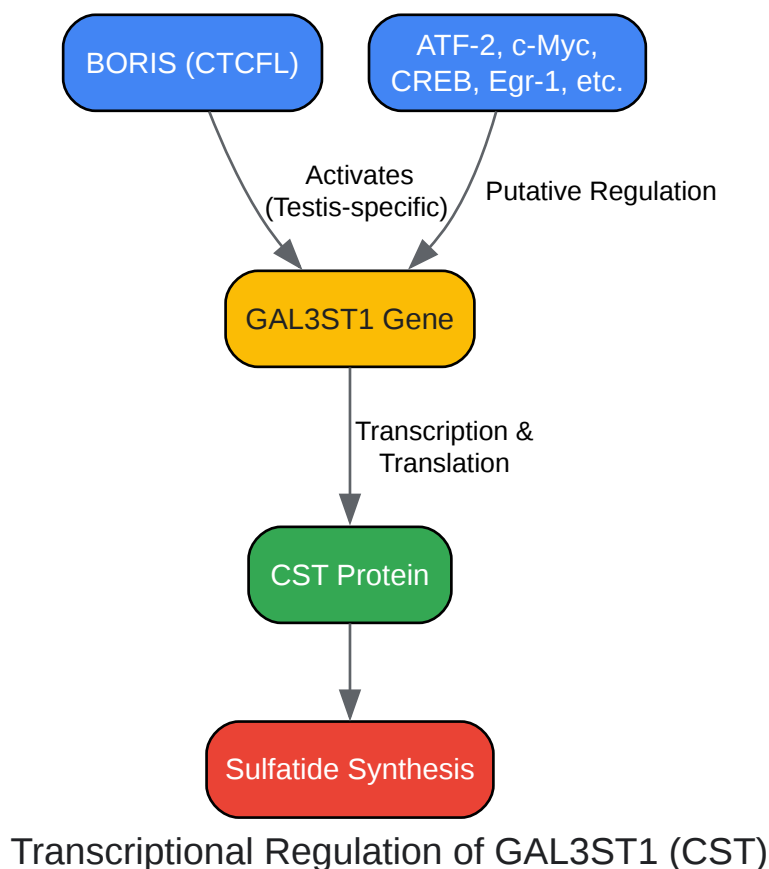 BORIS (CTCFL)
ATF-2, c-Myc,
CREB, Egr-1, etc.
Activates
(Testis-specific)
Putative Regulation
GAL3ST1 Gene
Transcription &
Translation
CST Protein
Sulfatide Synthesis
Transcriptional Regulation of GAL3ST1 (CST)